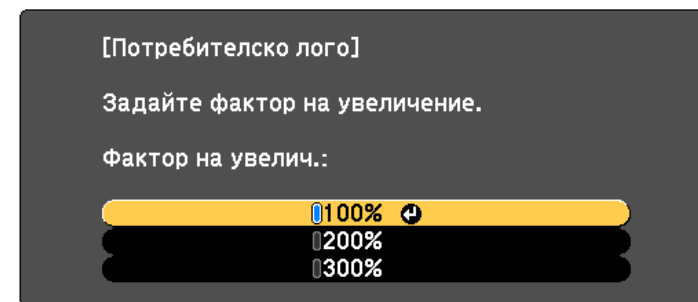 [Потребителско лого]
Задайте фактор на увеличение.
Фактор на увелич.:
100%
200%
300%